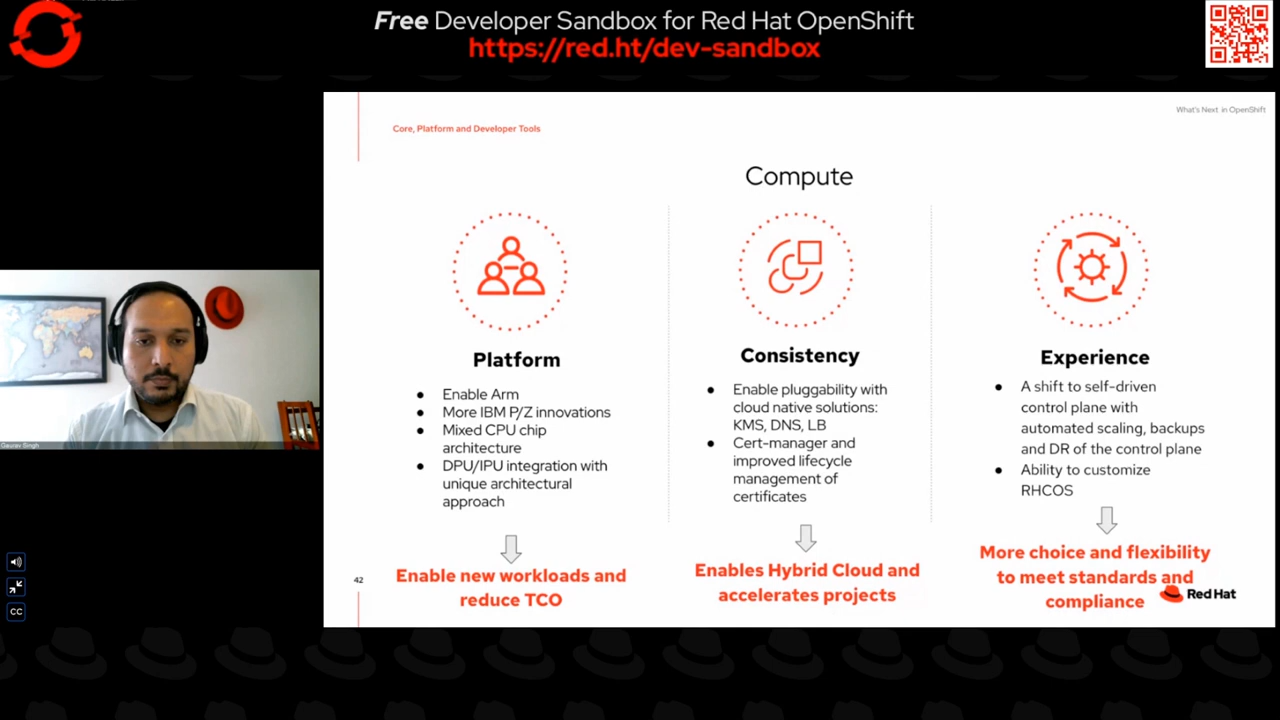 Free Developer Sandbox for Red Hat OpenShift
https://red.ht/dev-sandbox
What's Next in OpenShift
Core, Platform and Developer Tools
Compute
Platform
• Enable Arm
• More IBM P/Z innovations
• Mixed CPU chip
architecture
• DPU/IPU integration with
unique architectural
approach
Enable new workloads and
reduce TCO
Consistency
• Enable pluggability with
cloud native solutions:
KMS, DNS, LB
• Cert-manager and
improved lifecycle
management of
certificates
Enables Hybrid Cloud and
accelerates projects
Experience
• A shift to self-driven
control plane with
automated scaling, backups
and DR of the control plane
• Ability to customize
RHCOS
More choice and flexibility
to meet standards and
compliance
Red Hat
42
Gaurav Singh
CC